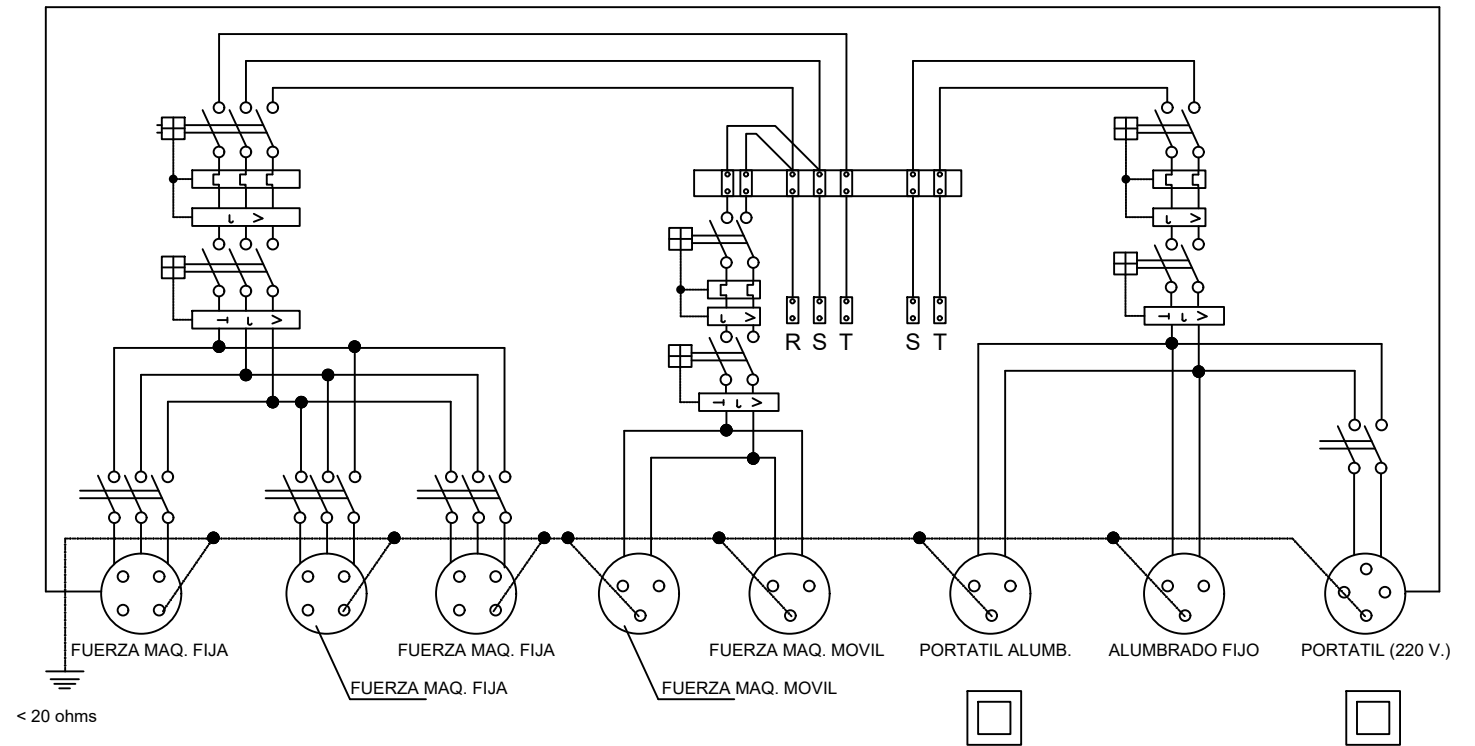 R S T S T
FUERZA MAQ. FIJA FUERZA MAQ. FIJA FUERZA MAQ. MOVIL PORTATIL ALUMB. ALUMBRADO FIJO PORTATIL (220 V.)
FUERZA MAQ. FIJA FUERZA MAQ. MOVIL
< 20 ohms